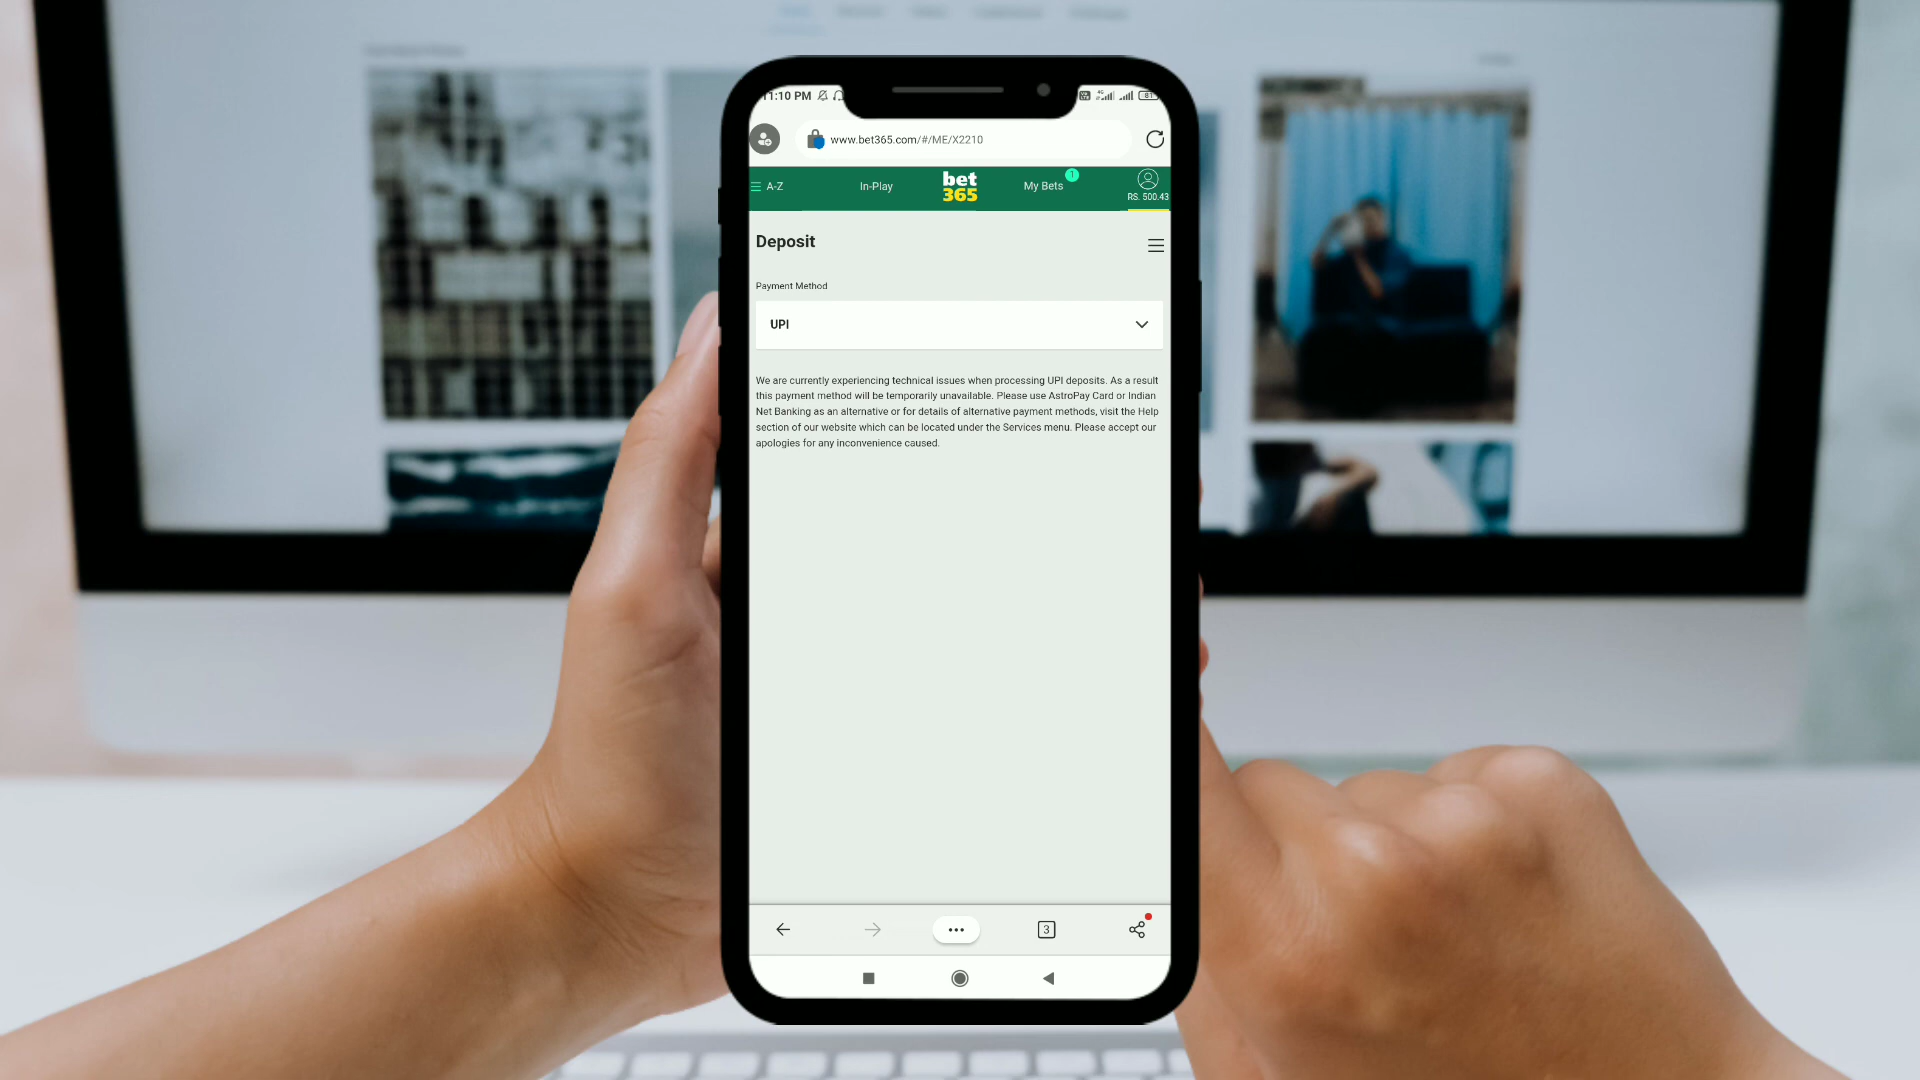 11:10 PM
www.bet365.com/#/ME/X2210
A-Z
In-Play
bet
365
My Bets
1
RS. 500.43
Deposit
Payment Method
UPI
We are currently experiencing technical issues when processing UPI deposits. As a result
this payment method will be temporarily unavailable. Please use AstroPay Card or Indian
Net Banking as an alternative or for details of alternative payment methods, visit the Help
section of our website which can be located under the Services menu. Please accept our
apologies for any inconvenience caused.
3